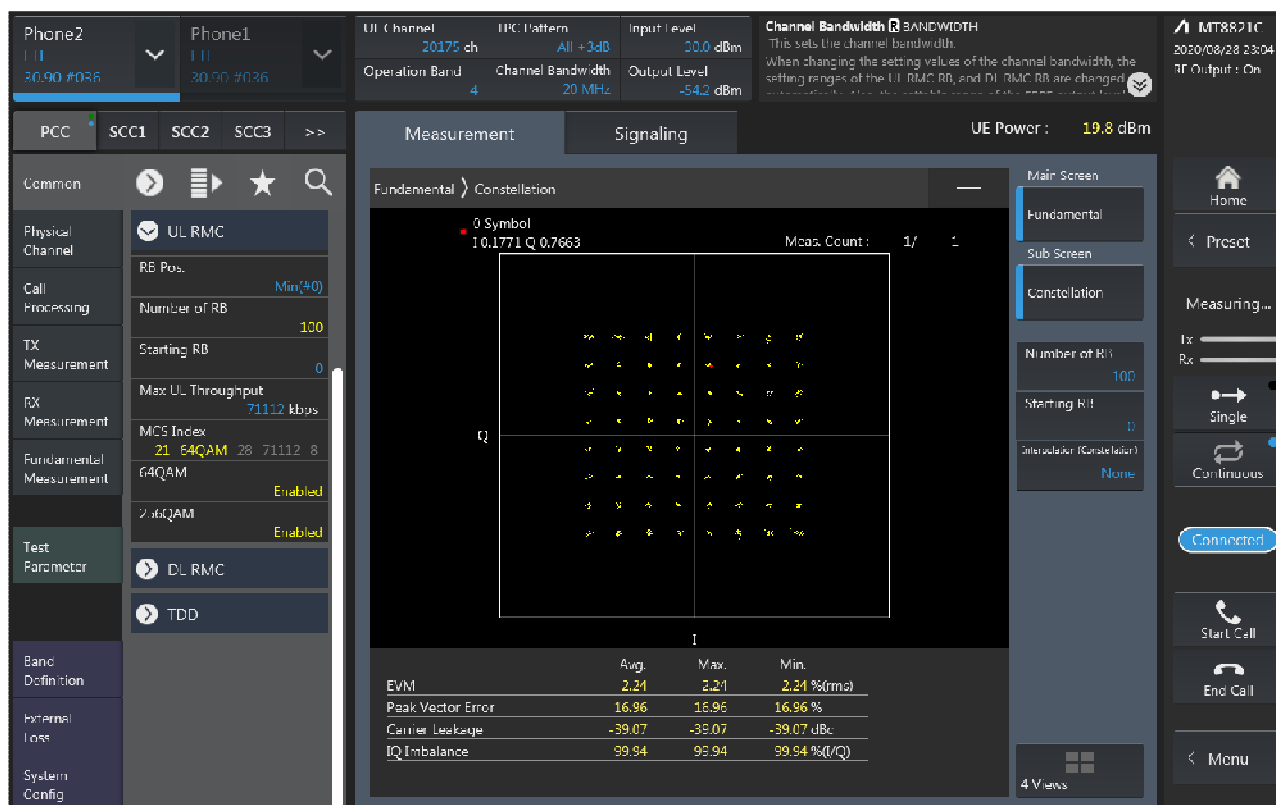 Phone2
Phone1
30.90 #036
30.90 #036
UL Channel
20175 ch
TPC Pattern
All +3dB
Input Level
30.0 dBm
Operation Band
4
Channel Bandwidth
20 MHz
Output Level
-54.2 dBm
Channel Bandwidth R BANDWIDTH
This sets the channel bandwidth.
When changing the setting values of the channel bandwidth, the
setting ranges of the UL RMC RB, and DL RMC RB are changed
MT8821C
2020/08/28 23:04
RF Output : On
PCC
SCC1
SCC2
SCC3
>>
Measurement
Signaling
UE Power : 19.8 dBm
Common
Physical
Channel
Call
Processing
TX
Measurement
RX
Measurement
Fundamental
Measurement
Test
Parameter
Band
Definition
External
Loss
System
Config
UL RMC
RB Pos.
Min(#0)
Number of RB
100
Starting RB
0
Max UL Throughput
71112 kbps
MCS Index
21 64QAM 28 71112 8
64QAM
Enabled
256QAM
Enabled
DL RMC
TDD
Fundamental 〉 Constellation
0 Symbol
I 0.1771 Q 0.7663
Meas. Count : 1/ 1
Q
I
Avg. Max. Min.
EVM 2.24 2.24 2.24 %(rms)
Peak Vector Error 16.96 16.96 16.96 %
Carrier Leakage -39.07 -39.07 -39.07 dBc
IQ Imbalance 99.94 99.94 99.94 %(I/Q)
Main Screen
Fundamental
Sub Screen
Constellation
Number of RB
100
Starting RB
0
Interpolation (Constellation)
None
4 Views
Home
< Preset
Measuring...
Tx
Rx
Single
Continuous
Connected
Start Call
End Call
< Menu